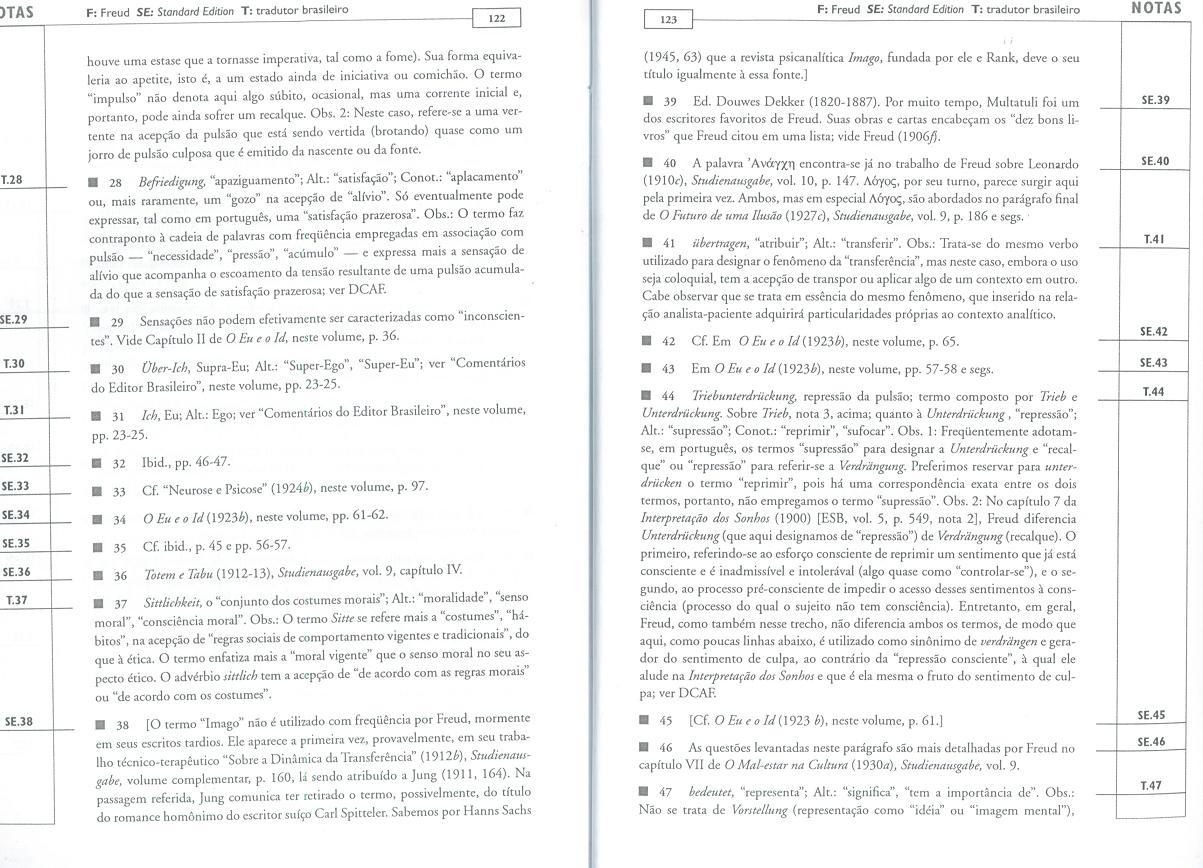 OTAS
F: Freud SE: Standard Edition T: tradutor brasileiro
122
houve uma estase que a tornasse imperativa, tal como a fome). Sua forma equiva-
leria ao apetite, isto é, a um estado ainda de iniciativa ou comichão. O termo
“impulso” não denota aqui algo súbito, ocasional, mas uma corrente inicial e,
portanto, pode ainda sofrer um recalque. Obs. 2: Neste caso, refere-se a uma ver-
tente na acepção da pulsão que está sendo vertida (brotando) quase como um
jorro de pulsão culposa que é emitido da nascente ou da fonte.
T.28
■ 28 Befriedigung, “apaziguamento”; Alt.: “satisfação”; Conot.: “aplacamento”
ou, mais raramente, um “gozo” na acepção de “alívio”. Só eventualmente pode
expressar, tal como em português, uma “satisfação prazerosa”. Obs.: O termo faz
contraponto à cadeia de palavras com freqüência empregadas em associação com
pulsão — “necessidade”, “pressão”, “acúmulo” — e expressa mais a sensação de
alívio que acompanha o escoamento da tensão resultante de uma pulsão acumula-
da do que a sensação de satisfação prazerosa; ver DCAF.
SE.29
■ 29 Sensações não podem efetivamente ser caracterizadas como “inconscien-
tes”. Vide Capítulo II de O Eu e o Id, neste volume, p. 36.
T.30
■ 30 Über-Ich, Supra-Eu; Alt.: “Super-Ego”, “Super-Eu”; ver “Comentários
do Editor Brasileiro”, neste volume, pp. 23-25.
T.31
■ 31 Ich, Eu; Alt.: Ego; ver “Comentários do Editor Brasileiro”, neste volume,
pp. 23-25.
SE.32
■ 32 Ibid., pp. 46-47.
SE.33
■ 33 Cf. “Neurose e Psicose” (1924b), neste volume, p. 97.
SE.34
■ 34 O Eu e o Id (1923b), neste volume, pp. 61-62.
SE.35
■ 35 Cf. ibid., p. 45 e pp. 56-57.
SE.36
■ 36 Totem e Tabu (1912-13), Studienausgabe, vol. 9, capítulo IV.
T.37
■ 37 Sittlichkeit, o “conjunto dos costumes morais”; Alt.: “moralidade”, “senso
moral”, “consciência moral”. Obs.: O termo Sitte se refere mais a “costumes”, “há-
bitos”, na acepção de “regras sociais de comportamento vigentes e tradicionais”, do
que à ética. O termo enfatiza mais a “moral vigente” que o senso moral no seu as-
pecto ético. O advérbio sittlich tem a acepção de “de acordo com as regras morais”
ou “de acordo com os costumes”.
SE.38
■ 38 [O termo “Imago” não é utilizado com freqüência por Freud, mormente
em seus escritos tardios. Ele aparece a primeira vez, provavelmente, em seu traba-
lho técnico-terapêutico “Sobre a Dinâmica da Transferência” (1912b), Studienaus-
gabe, volume complementar, p. 160, lá sendo atribuído a Jung (1911, 164). Na
passagem referida, Jung comunica ter retirado o termo, possivelmente, do título
do romance homônimo do escritor suíço Carl Spitteler. Sabemos por Hanns Sachs
123
F: Freud SE: Standard Edition T: tradutor brasileiro
NOTAS
(1945, 63) que a revista psicanalítica Imago, fundada por ele e Rank, deve o seu
título igualmente à essa fonte.]
■ 39 Ed. Douwes Dekker (1820-1887). Por muito tempo, Multatuli foi um
SE.39
dos escritores favoritos de Freud. Suas obras e cartas encabeçam os “dez bons li-
vros” que Freud citou em uma lista; vide Freud (1906f).
■ 40 A palavra ’Ανάγχη encontra-se já no trabalho de Freud sobre Leonardo
SE.40
(1910c), Studienausgabe, vol. 10, p. 147. Λόγος, por seu turno, parece surgir aqui
pela primeira vez. Ambos, mas em especial Λόγος, são abordados no parágrafo final
de O Futuro de uma Ilusão (1927c), Studienausgabe, vol. 9, p. 186 e segs.
■ 41 übertragen, “atribuir”; Alt.: “transferir”. Obs.: Trata-se do mesmo verbo
T.41
utilizado para designar o fenômeno da “transferência”, mas neste caso, embora o uso
seja coloquial, tem a acepção de transpor ou aplicar algo de um contexto em outro.
Cabe observar que se trata em essência do mesmo fenômeno, que inserido na rela-
ção analista-paciente adquirirá particularidades próprias ao contexto analítico.
■ 42 Cf. Em O Eu e o Id (1923b), neste volume, p. 65.
SE.42
■ 43 Em O Eu e o Id (1923b), neste volume, pp. 57-58 e segs.
SE.43
■ 44 Triebunterdrückung, repressão da pulsão; termo composto por Trieb e
T.44
Unterdrückung. Sobre Trieb, nota 3, acima; quanto à Unterdrückung , “repressão”;
Alt.: “supressão”; Conot.: “reprimir”, “sufocar”. Obs. 1: Freqüentemente adotam-
se, em português, os termos “supressão” para designar a Unterdrückung e “recal-
que” ou “repressão” para referir-se a Verdrängung. Preferimos reservar para unter-
drücken o termo “reprimir”, pois há uma correspondência exata entre os dois
termos, portanto, não empregamos o termo “supressão”. Obs. 2: No capítulo 7 da
Interpretação dos Sonhos (1900) [ESB, vol. 5, p. 549, nota 2], Freud diferencia
Unterdrückung (que aqui designamos de “repressão”) de Verdrängung (recalque). O
primeiro, referindo-se ao esforço consciente de reprimir um sentimento que já está
consciente e é inadmissível e intolerával (algo quase como “controlar-se”), e o se-
gundo, ao processo pré-consciente de impedir o acesso desses sentimentos à cons-
ciência (processo do qual o sujeito não tem consciência). Entretanto, em geral,
Freud, como também nesse trecho, não diferencia ambos os termos, de modo que
aqui, como poucas linhas abaixo, é utilizado como sinônimo de verdrängen e gera-
dor do sentimento de culpa, ao contrário da “repressão consciente”, à qual ele
alude na Interpretação dos Sonhos e que é ela mesma o fruto do sentimento de cul-
pa; ver DCAF.
■ 45 [Cf. O Eu e o Id (1923 b), neste volume, p. 61.]
SE.45
■ 46 As questões levantadas neste parágrafo são mais detalhadas por Freud no
SE.46
capítulo VII de O Mal-estar na Cultura (1930a), Studienausgabe, vol. 9.
■ 47 bedeutet, “representa”; Alt.: “significa”, “tem a importância de”. Obs.:
T.47
Não se trata de Vorstellung (representação como “idéia” ou “imagem mental”),